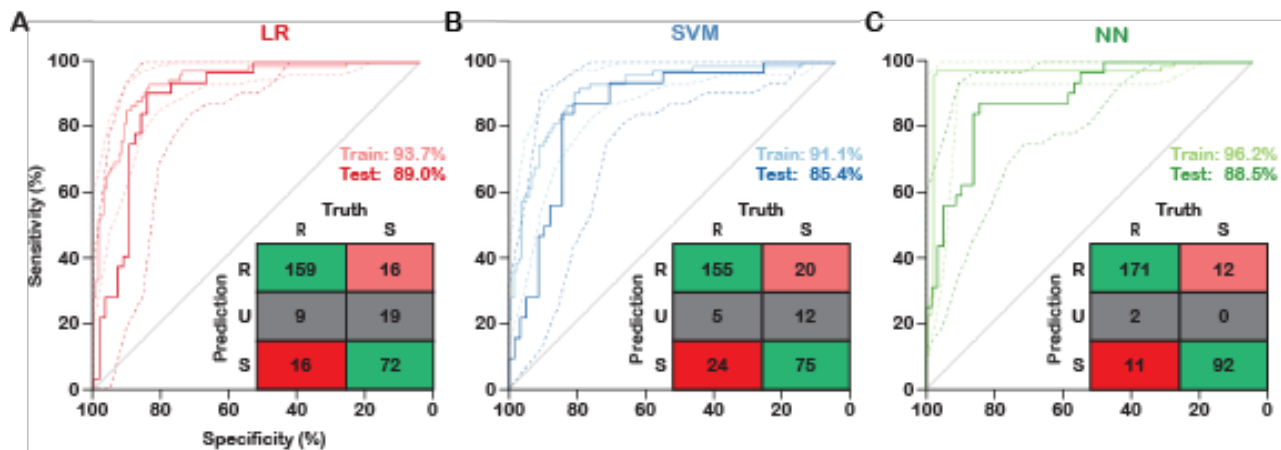 A
LR
B
SVM
C
NN
Sensitivity (%)
100
80
60
40
20
0
Train: 93.7%
Test: 89.0%
Truth
R S
Prediction
R 159 16
U 9 19
S 16 72
100 80 60 40 20 0
Specificity (%)
100
80
60
40
20
0
Train: 91.1%
Test: 85.4%
Truth
R S
Prediction
R 155 20
U 5 12
S 24 75
100 80 60 40 20 0
100
80
60
40
20
0
Train: 96.2%
Test: 88.5%
Truth
R S
Prediction
R 171 12
U 2 0
S 11 92
100 80 60 40 20 0